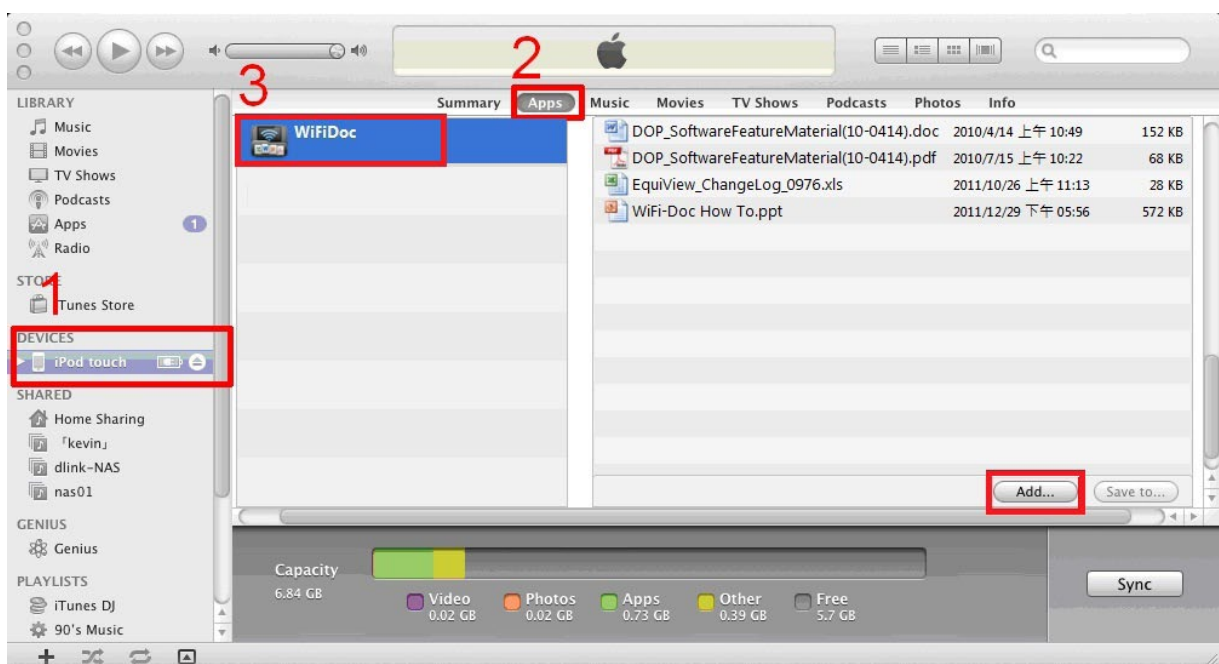 2
3
LIBRARY
Music
Movies
TV Shows
Podcasts
Apps 1
Radio
STORE
1
iTunes Store
DEVICES
iPod touch
SHARED
Home Sharing
「kevin」
dlink-NAS
nas01
GENIUS
Genius
PLAYLISTS
iTunes DJ
90's Music
Summary Apps Music Movies TV Shows Podcasts Photos Info
WiFiDoc
DOP_SoftwareFeatureMaterial(10-0414).doc 2010/4/14 上午 10:49 152 KB
DOP_SoftwareFeatureMaterial(10-0414).pdf 2010/7/15 上午 10:22 68 KB
EquiView_ChangeLog_0976.xls 2011/10/26 上午 11:13 28 KB
WiFi-Doc How To.ppt 2011/12/29 下午 05:56 572 KB
Add... Save to...
Capacity
6.84 GB
Video Photos Apps Other Free
0.02 GB 0.02 GB 0.73 GB 0.39 GB 5.7 GB
Sync